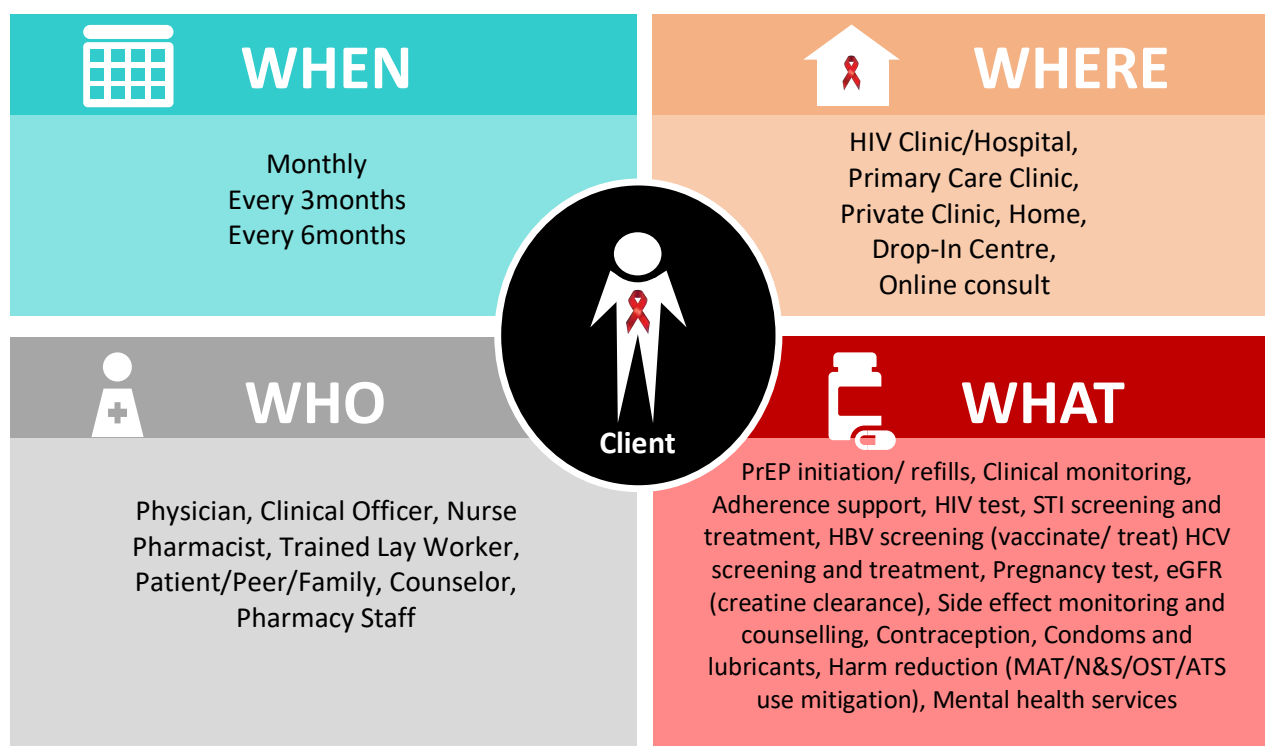 WHEN
Monthly
Every 3months
Every 6months
WHERE
HIV Clinic/Hospital,
Primary Care Clinic,
Private Clinic, Home,
Drop-In Centre,
Online consult
WHO
Physician, Clinical Officer, Nurse
Pharmacist, Trained Lay Worker,
Patient/Peer/Family, Counselor,
Pharmacy Staff
Client
WHAT
PrEP initiation/ refills, Clinical monitoring,
Adherence support, HIV test, STI screening and
treatment, HBV screening (vaccinate/ treat) HCV
screening and treatment, Pregnancy test, eGFR
(creatine clearance), Side effect monitoring and
counselling, Contraception, Condoms and
lubricants, Harm reduction (MAT/N&S/OST/ATS
use mitigation), Mental health services